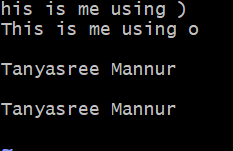 his is me using )
This is me using o
Tanyasree Mannur
Tanyasree Mannur
~